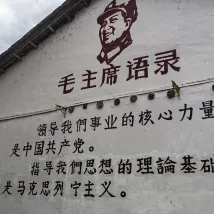 毛主席语录
领导我們事业的核心力量
是中国共产党。
指导我們思想的理論基础
是马克思列宁主义。